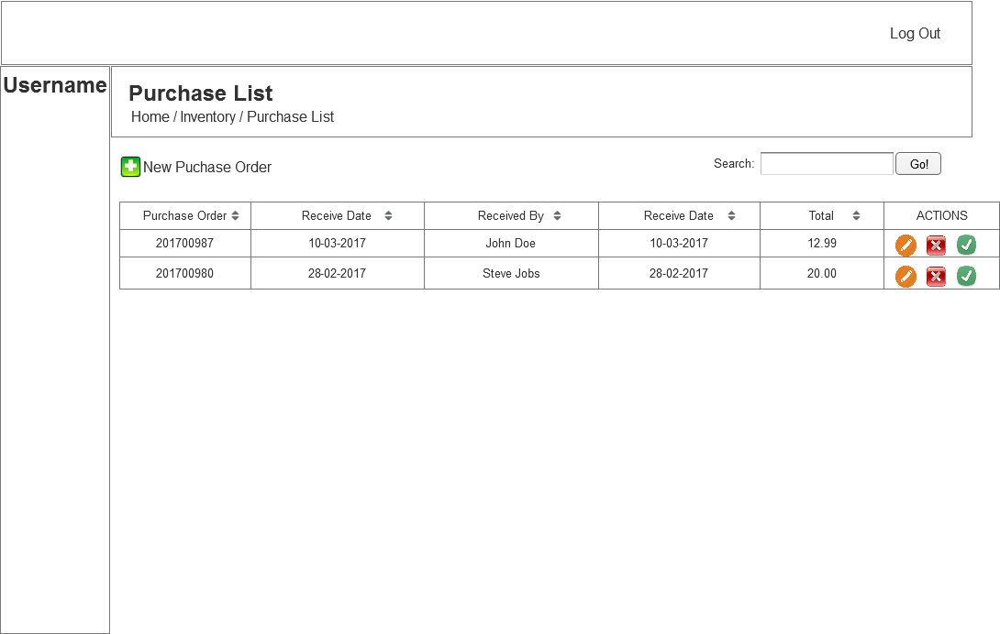 Log Out
Username
Purchase List
Home / Inventory / Purchase List
New Puchase Order
Search:
Go!
Purchase Order Receive Date Received By Receive Date Total ACTIONS
201700987 10-03-2017 John Doe 10-03-2017 12.99
201700980 28-02-2017 Steve Jobs 28-02-2017 20.00